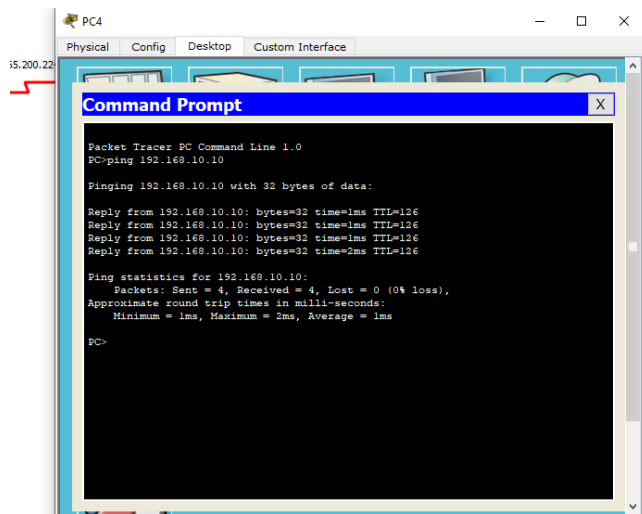 PC4
Physical Config Desktop Custom Interface
55.200.224
Command Prompt
X
Packet Tracer PC Command Line 1.0
PC>ping 192.168.10.10
Pinging 192.168.10.10 with 32 bytes of data:
Reply from 192.168.10.10: bytes=32 time=1ms TTL=126
Reply from 192.168.10.10: bytes=32 time=1ms TTL=126
Reply from 192.168.10.10: bytes=32 time=1ms TTL=126
Reply from 192.168.10.10: bytes=32 time=2ms TTL=126
Ping statistics for 192.168.10.10:
Packets: Sent = 4, Received = 4, Lost = 0 (0% loss),
Approximate round trip times in milli-seconds:
Minimum = 1ms, Maximum = 2ms, Average = 1ms
PC>